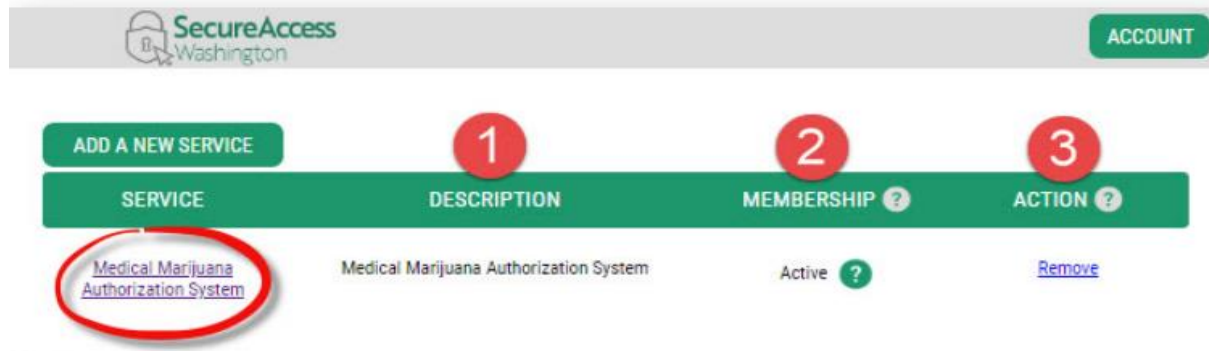 SecureAccess
Washington
ACCOUNT
ADD A NEW SERVICE
1
2
3
SERVICE DESCRIPTION MEMBERSHIP ? ACTION ?
Medical Marijuana Authorization System
Medical Marijuana Authorization System
Active ?
Remove